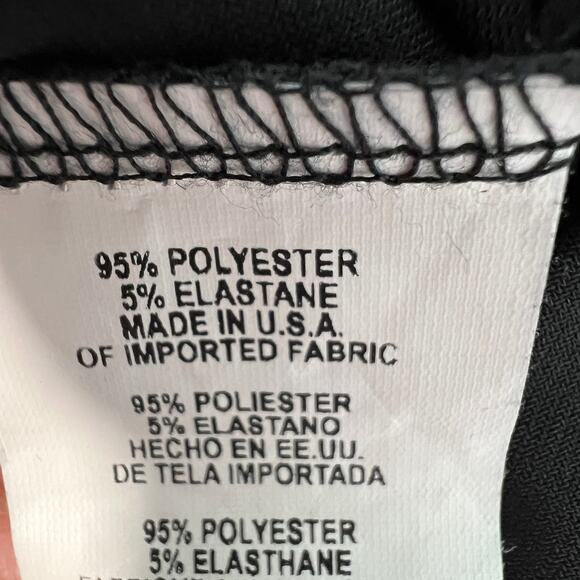 95% POLYESTER
5% ELASTANE
MADE IN U.S.A.
OF IMPORTED FABRIC
95% POLIESTER
5% ELASTANO
HECHO EN EE.UU.
DE TELA IMPORTADA
95% POLYESTER
5% ELASTHANE